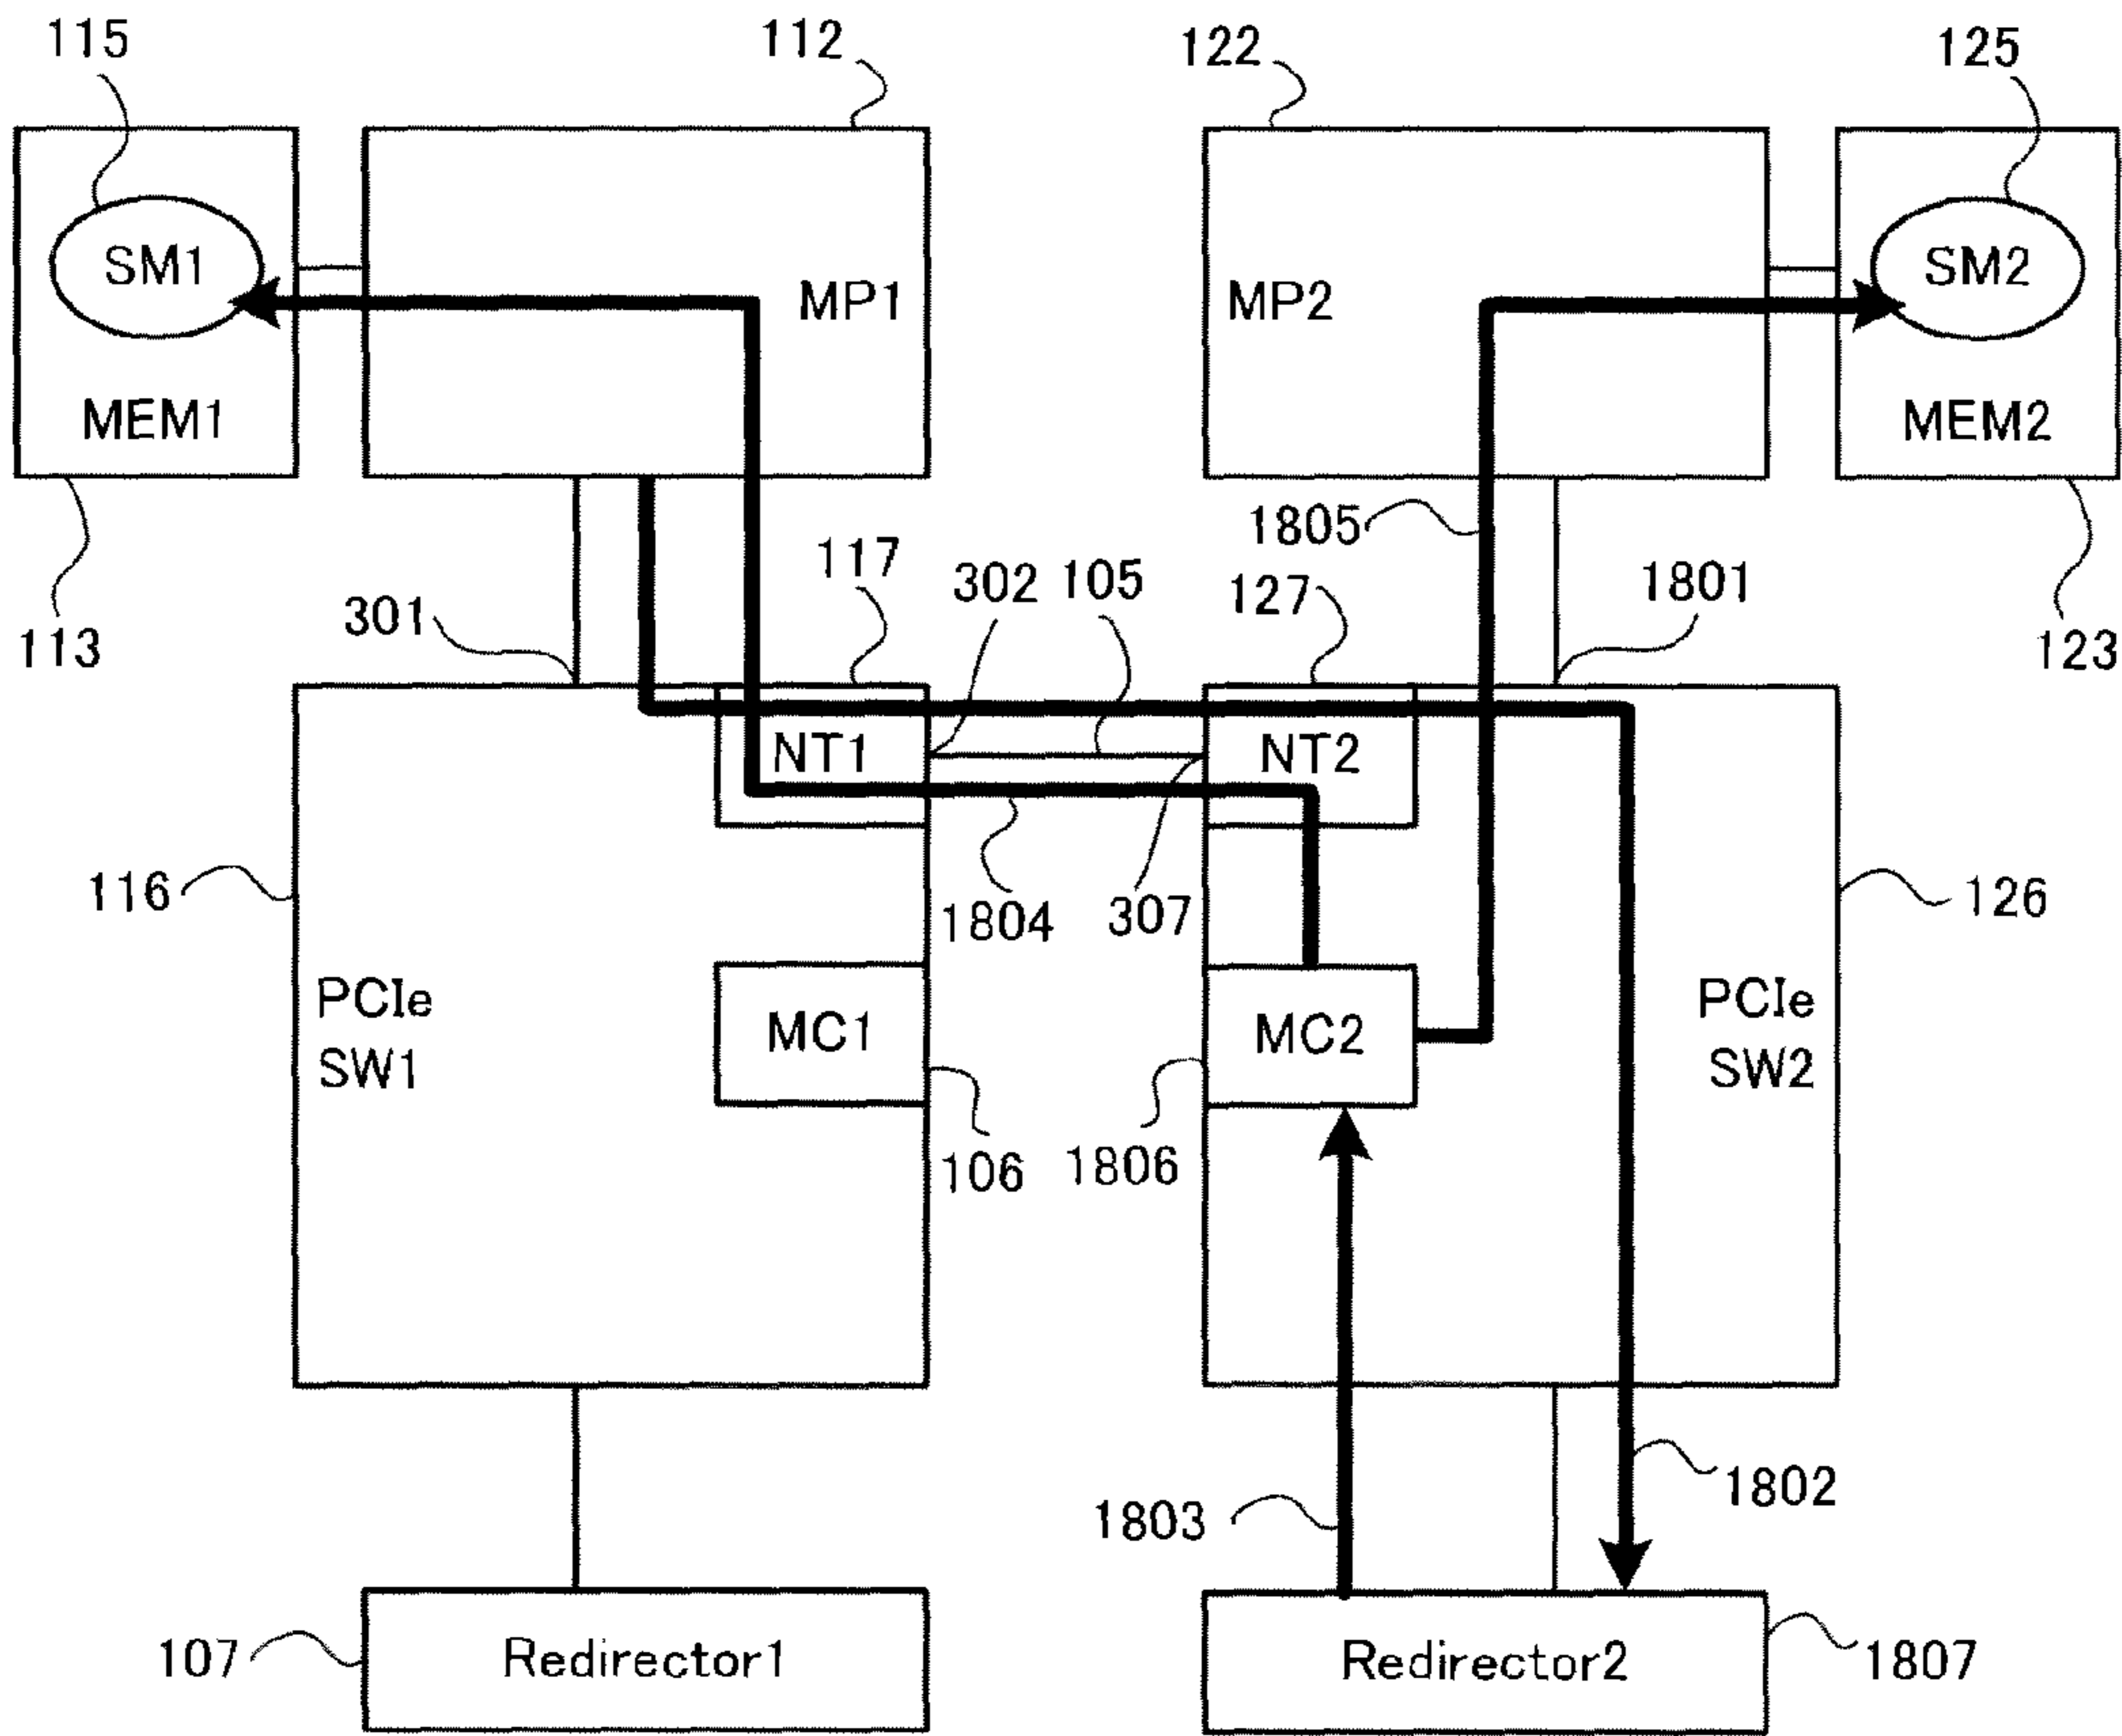 115
112
122
125
SM1
MP1
MP2
SM2
MEM1
MEM2
1805
117
302
105
127
1801
301
113
123
NT1
NT2
116
1804
307
126
PCIe
SW1
MC1
MC2
PCIe
SW2
106
1806
1803
1802
107
Redirector1
Redirector2
1807